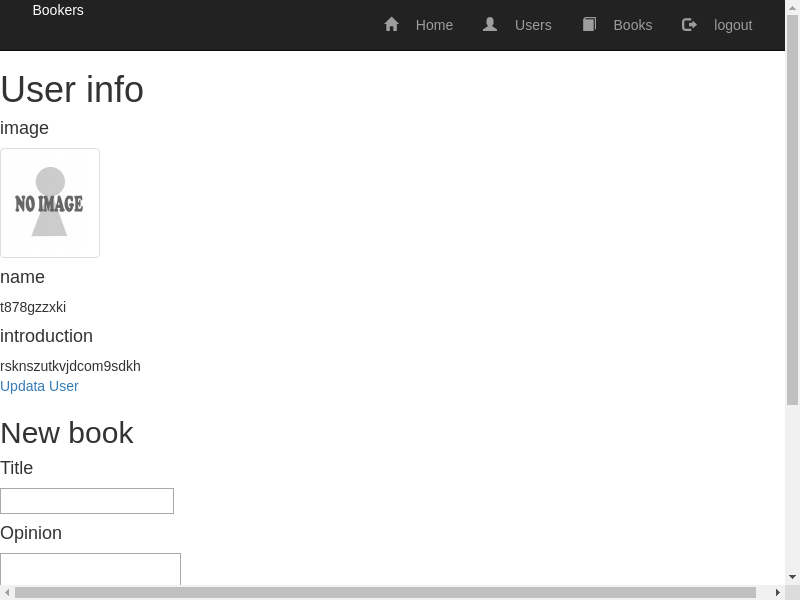 Bookers
Home Users Books logout
User info
image
NO IMAGE
name
t878gzzxki
introduction
rsknszutkvjdcom9sdkh
Updata User
New book
Title
Opinion